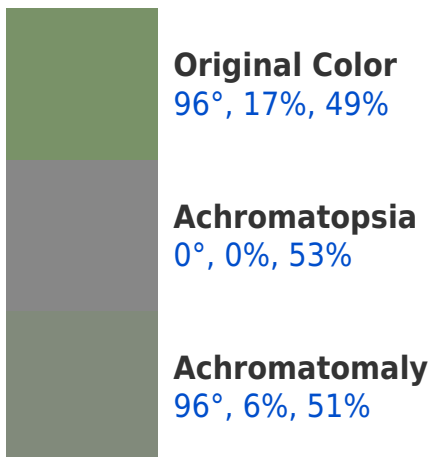 Original Color
96°, 17%, 49%
Achromatopsia
0°, 0%, 53%
Achromatomaly
96°, 6%, 51%